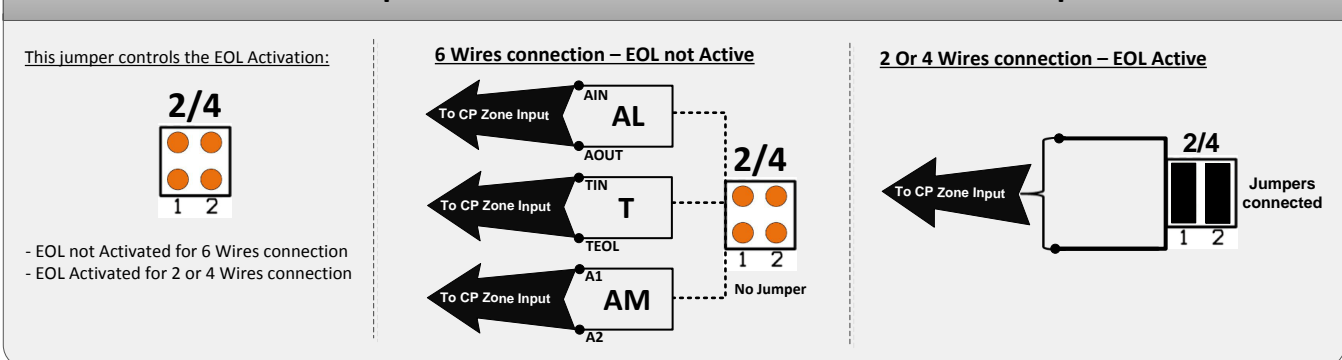 This jumper controls the EOL Activation:
2/4
1 2
- EOL not Activated for 6 Wires connection
- EOL Activated for 2 or 4 Wires connection
6 Wires connection – EOL not Active
To CP Zone Input
AIN
AL
AOUT
To CP Zone Input
TIN
T
TEOL
To CP Zone Input
A1
AM
A2
2/4
1 2
No Jumper
2 Or 4 Wires connection – EOL Active
To CP Zone Input
2/4
1 2
Jumpers
connected